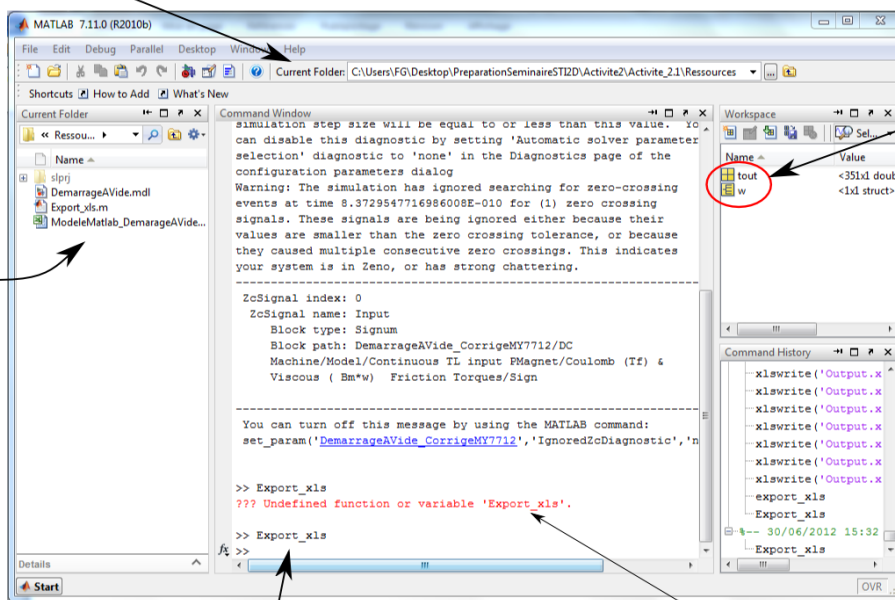 MATLAB 7.11.0 (R2010b)
File Edit Debug Parallel Desktop Window Help
Current Folder: C:\Users\FG\Desktop\PreparationSeminaireSTI2D\Activite2\Activite_2.1\Ressources
Shortcuts How to Add What's New
Current Folder
« Ressou...
Name
slprj
DemarrageAVide.mdl
Export_xls.m
ModeleMatlab_DemarageAVide...
Details
Command Window
simulation step size will be equal to or less than this value. Yo
can disable this diagnostic by setting 'Automatic solver parameter
selection' diagnostic to 'none' in the Diagnostics page of the
configuration parameters dialog
Warning: The simulation has ignored searching for zero-crossing
events at time 8.3729547716986008E-010 for (1) zero crossing
signals. These signals are being ignored either because their
values are smaller than the zero crossing tolerance, or because
they caused multiple consecutive zero crossings. This indicates
your system is in Zeno, or has strong chattering.
--------------------------------------------------------------------
ZcSignal index: 0
ZcSignal name: Input
Block type: Signum
Block path: DemarrageAVide_CorrigeMY7712/DC
Machine/Model/Continuous TL input PMagnet/Coulomb (Tf) &
Viscous ( Bm*w) Friction Torques/Sign
--------------------------------------------------------------------
You can turn off this message by using the MATLAB command:
set_param('DemarrageAVide_CorrigeMY7712','IgnoredZcDiagnostic','n
>> Export_xls
??? Undefined function or variable 'Export_xls'.
>> Export_xls
fx >>
Workspace
Sel...
Name Value
tout <351x1 doub
w <1x1 struct>
Command History
xlswrite('Output.x
xlswrite('Output.x
xlswrite('Output.x
xlswrite('Output.x
xlswrite('Output.x
xlswrite('Output.x
xlswrite('Output.x
export_xls
Export_xls
%-- 30/06/2012 15:32
Export_xls
Start
OVR